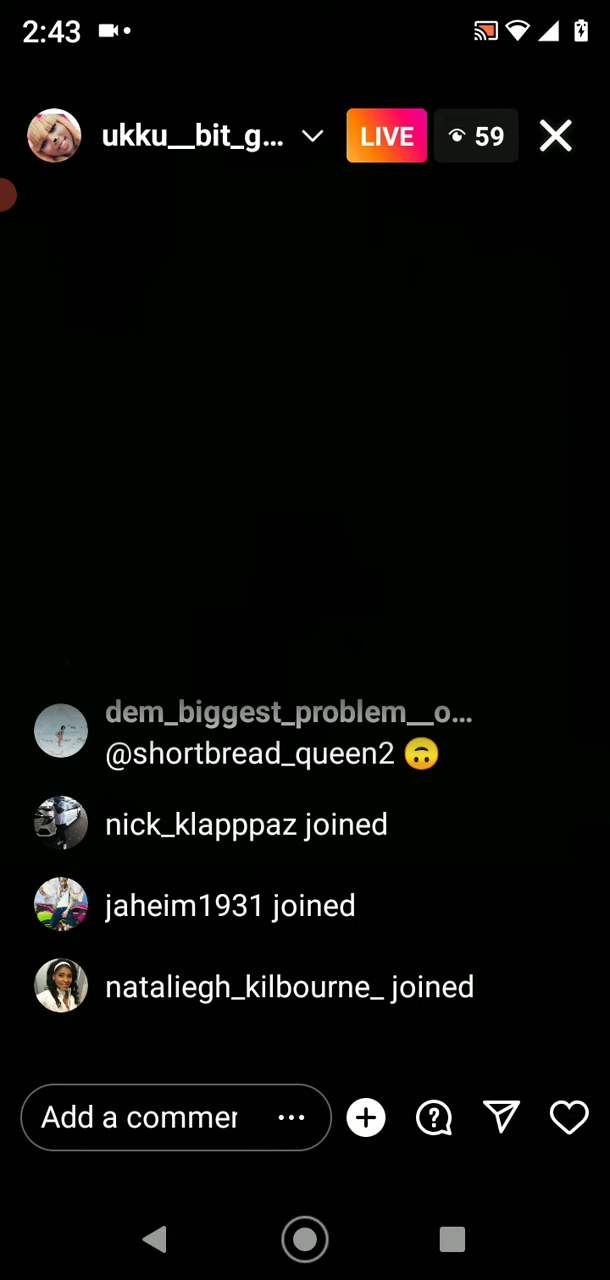 2:43
ukku__bit_g...
LIVE
59
dem_biggest_problem__o...
@shortbread_queen2 🙃
nick_klapppaz joined
jaheim1931 joined
nataliegh_kilbourne_ joined
Add a commer